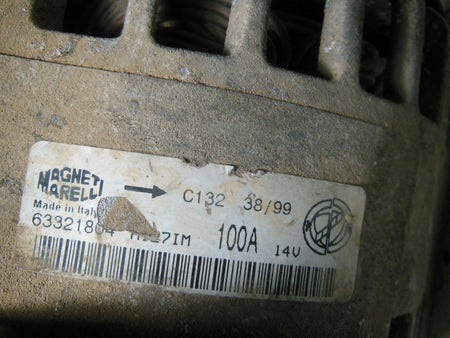 MAGNETI
MARELLI
Made in Italy
C132 38/99
100A 14V